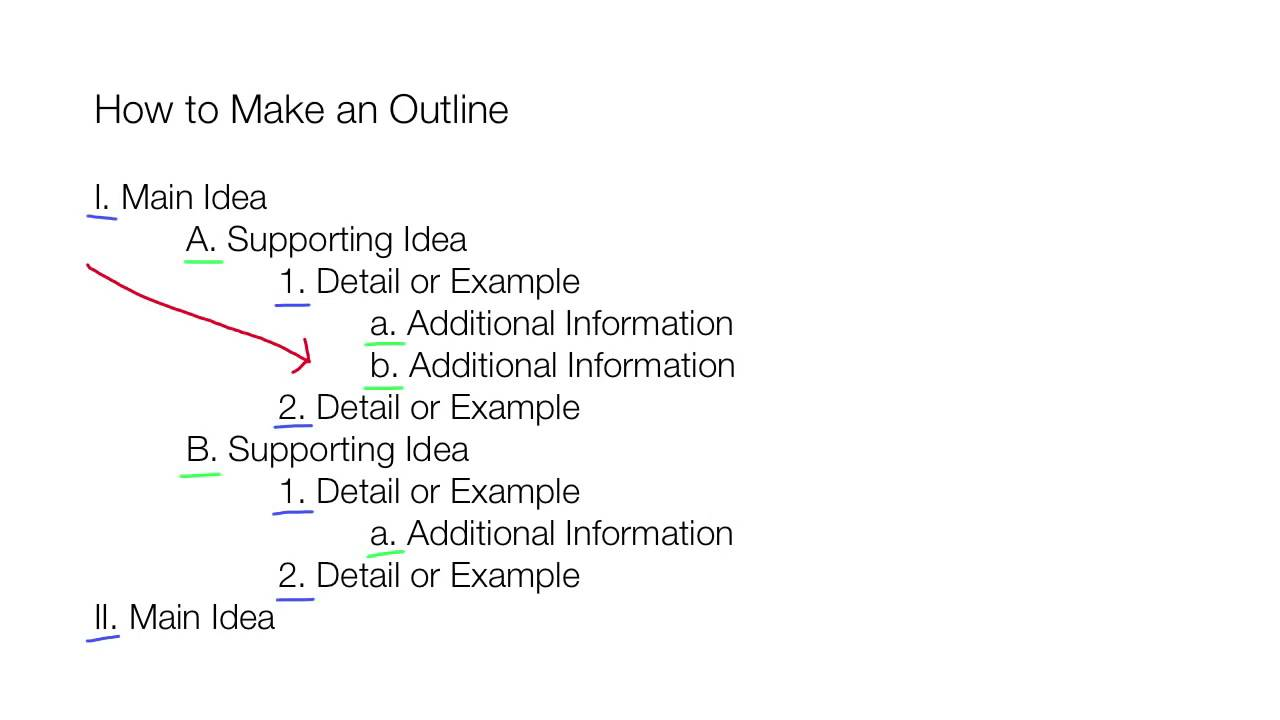 How to Make an Outline
I. Main Idea
A. Supporting Idea
1. Detail or Example
a. Additional Information
b. Additional Information
2. Detail or Example
B. Supporting Idea
1. Detail or Example
a. Additional Information
2. Detail or Example
II. Main Idea